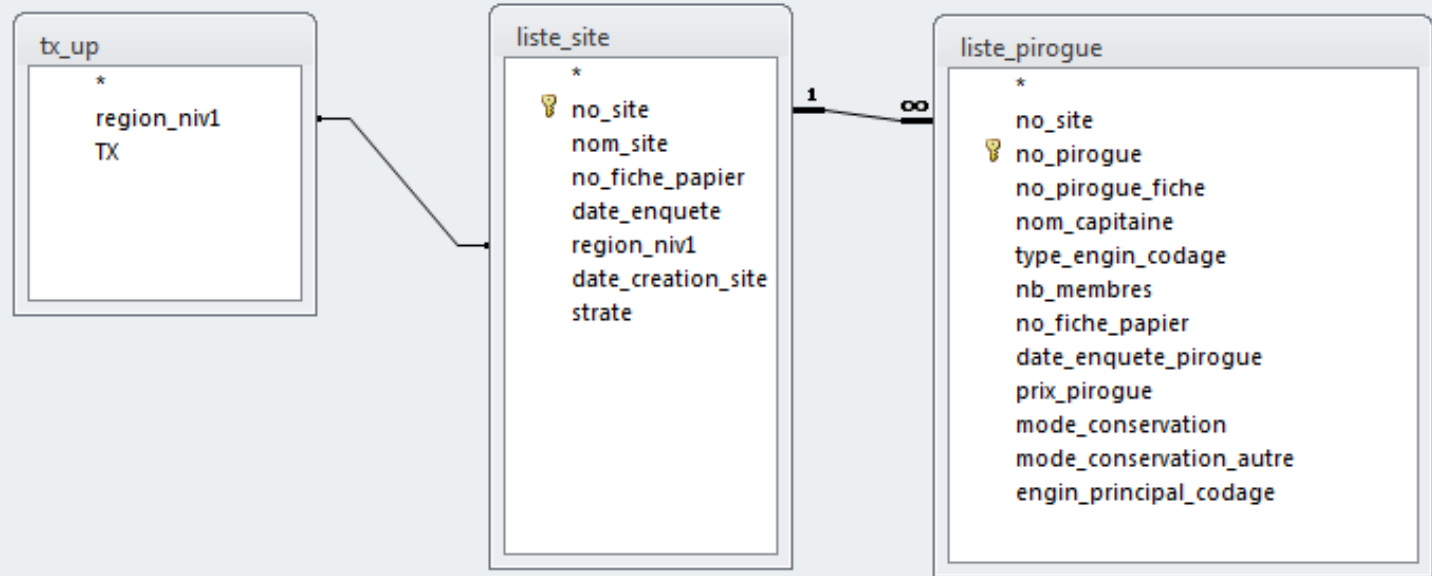 tx_up
*
region_niv1
TX
liste_site
*
no_site
nom_site
no_fiche_papier
date_enquete
region_niv1
date_creation_site
strate
1
∞
liste_pirogue
*
no_site
no_pirogue
no_pirogue_fiche
nom_capitaine
type_engin_codage
nb_membres
no_fiche_papier
date_enquete_pirogue
prix_pirogue
mode_conservation
mode_conservation_autre
engin_principal_codage